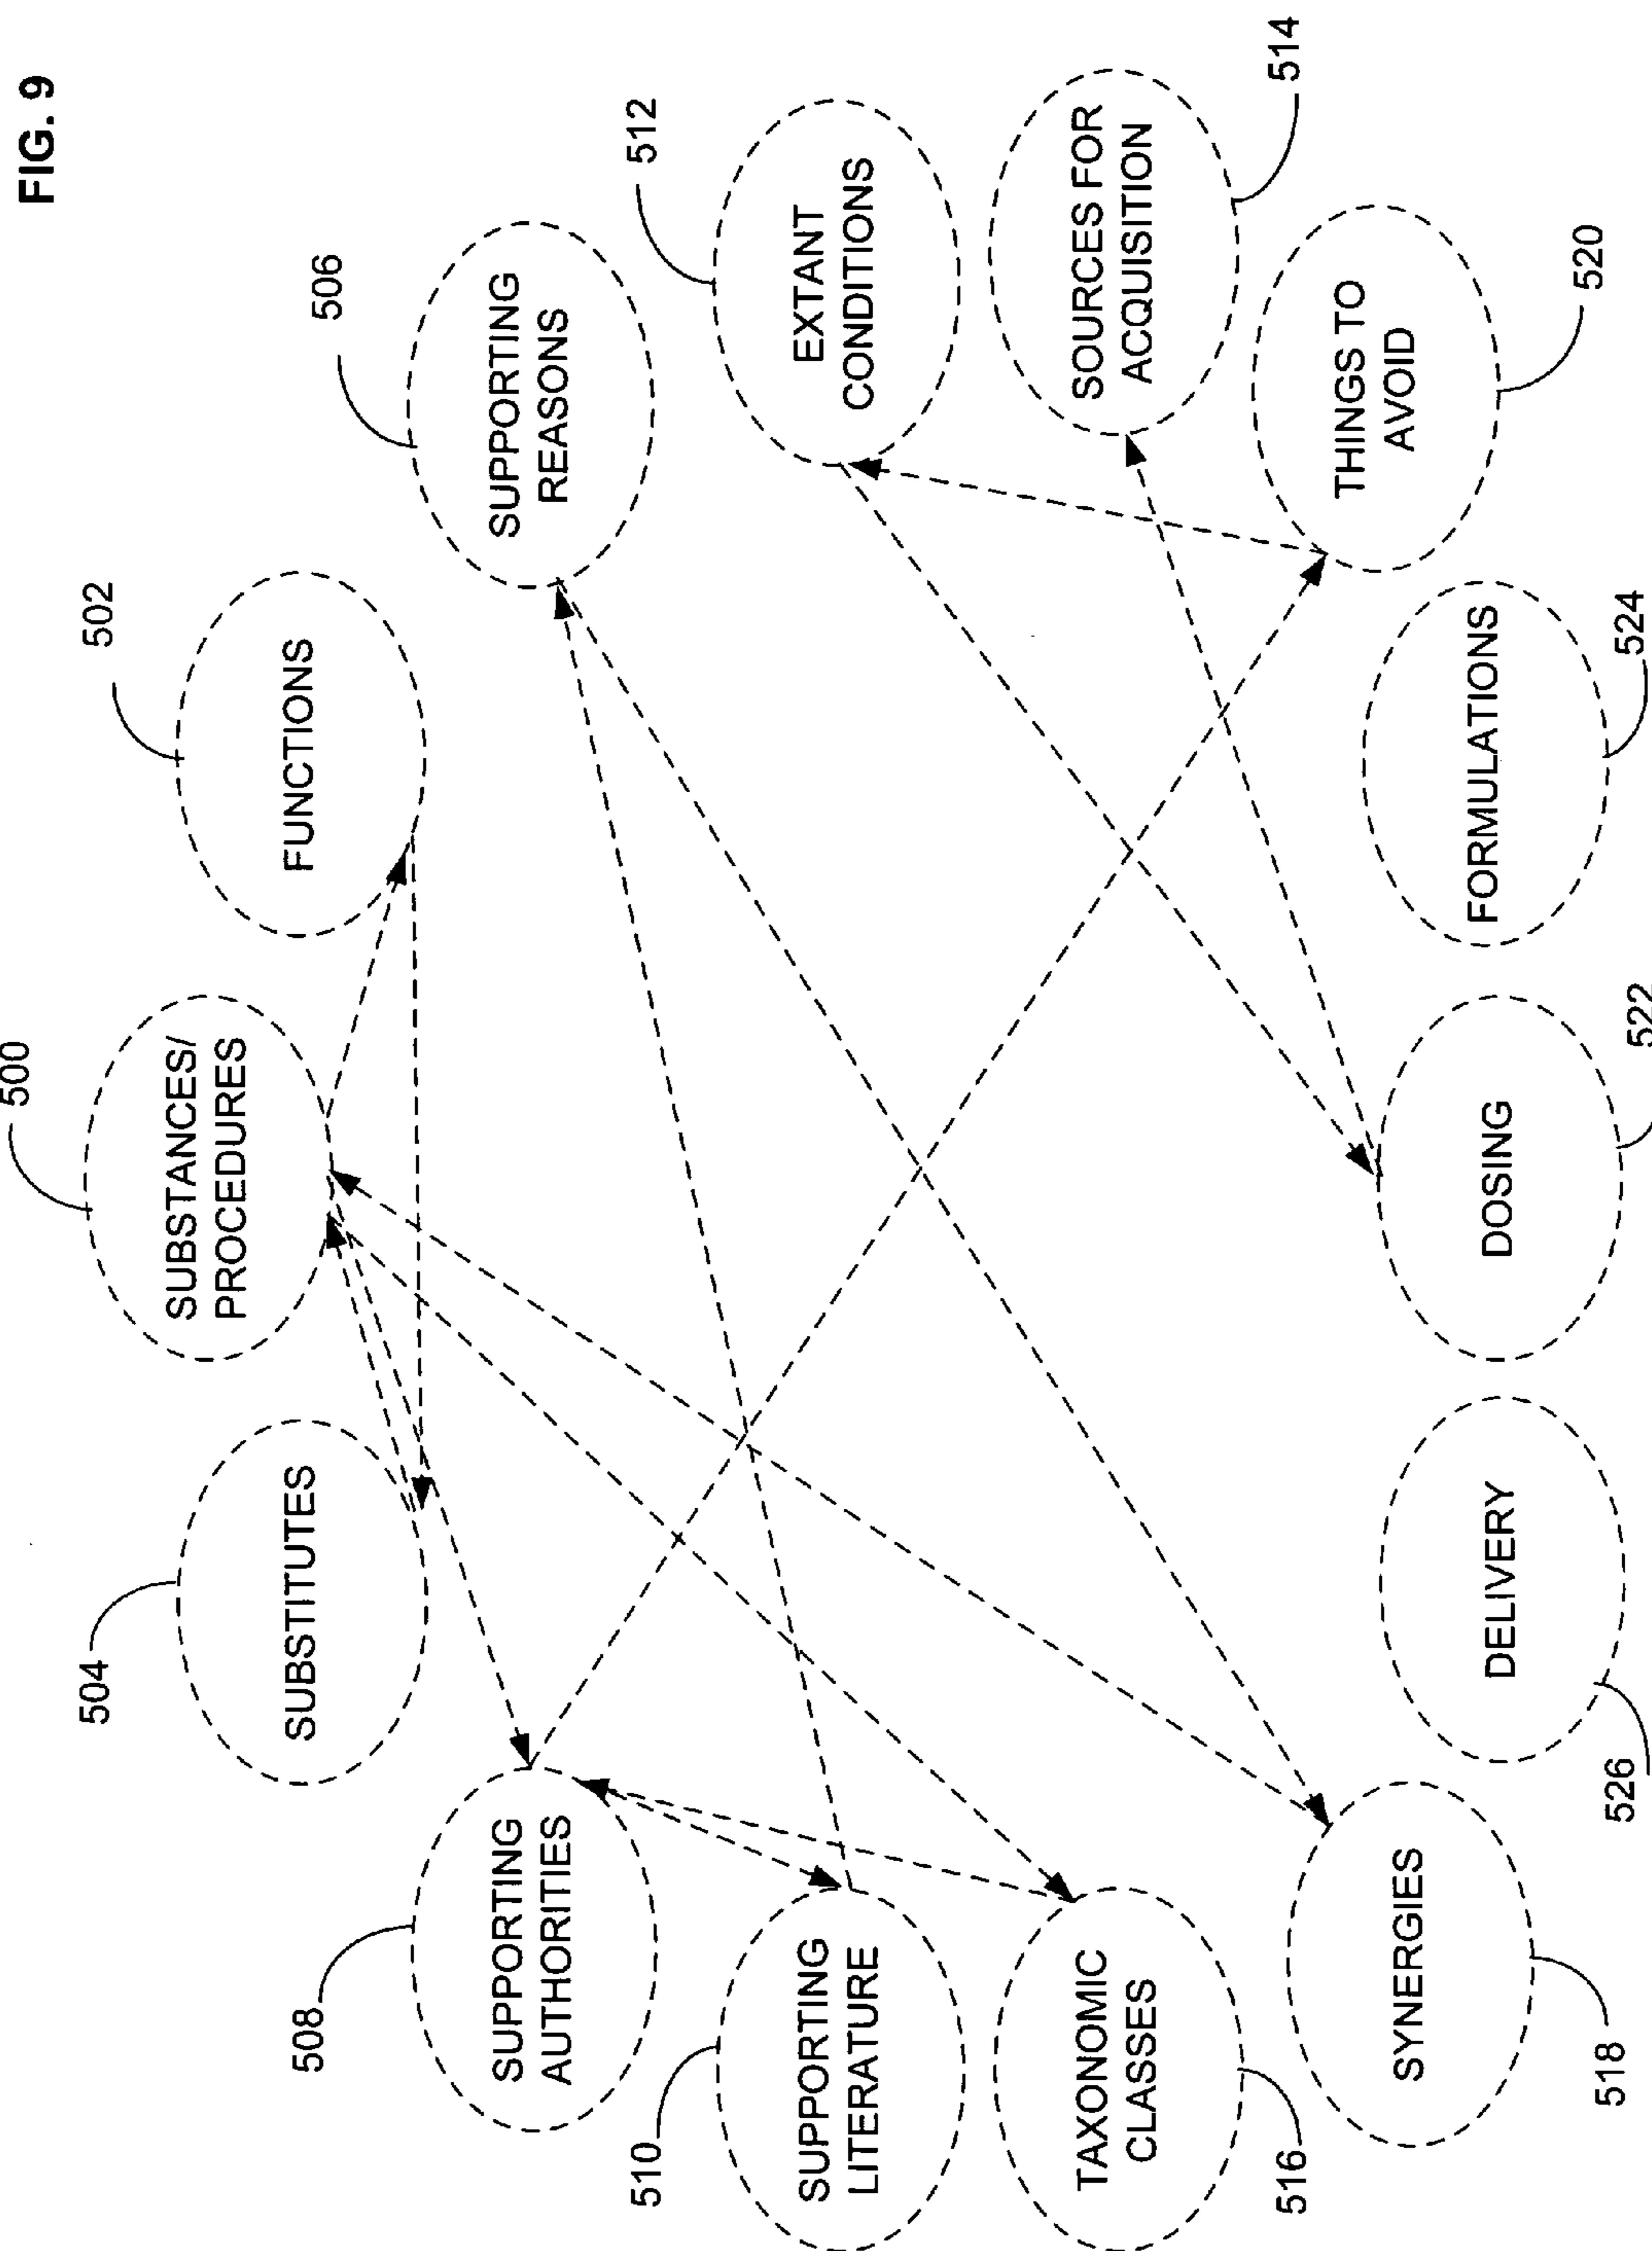 FIG. 9
500
SUBSTANCES/
PROCEDURES
502
FUNCTIONS
504
SUBSTITUTES
506
SUPPORTING
REASONS
508
SUPPORTING
AUTHORITIES
510
SUPPORTING
LITERATURE
512
EXTANT
CONDITIONS
516
TAXONOMIC
CLASSES
514
SOURCES FOR
ACQUISITION
518
SYNERGIES
520
THINGS TO
AVOID
526
DELIVERY
522
DOSING
524
FORMULATIONS